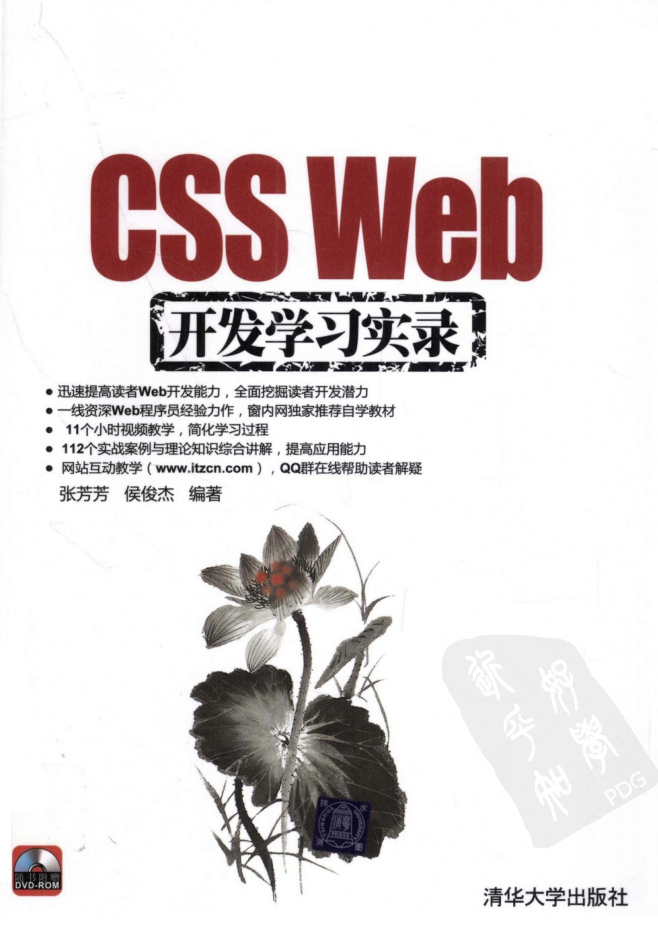 CSS Web
开发学习实录
● 迅速提高读者Web开发能力，全面挖掘读者开发潜力
● 一线资深Web程序员经验力作，窗内网独家推荐自学教材
● 11个小时视频教学，简化学习过程
● 112个实战案例与理论知识综合讲解，提高应用能力
● 网站互动教学（www.itzcn.com），QQ群在线帮助读者解疑
张芳芳 侯俊杰 编著
好学
PDG
DVD-ROM
清华大学出版社